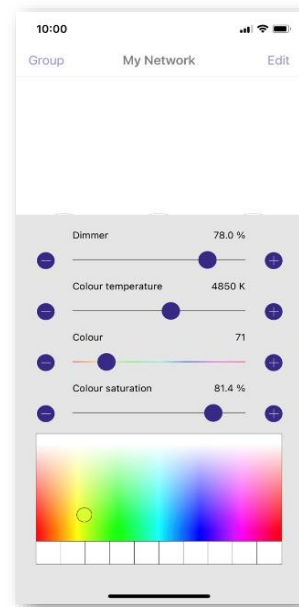 10:00
Group My Network Edit
Dimmer 78.0 %
Colour temperature 4850 K
Colour 71
Colour saturation 81.4 %